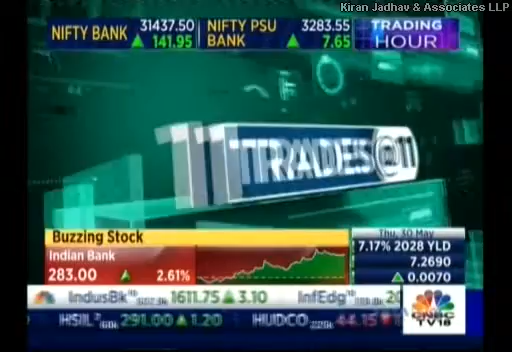 Kiran Jadhav & Associates LLP
NIFTY BANK 31437.50 ▲ 141.95
NIFTY PSU BANK 3283.55 ▲ 7.65
TRADING HOUR
11 TRADES@11
Buzzing Stock
Indian Bank
283.00 ▲ 2.61%
Thu, 30 May
7.17% 2028 YLD
7.2690
▲ 0.0070
IndusBk 1611.75 ▲ 3.10 InfEdg
HSIL 291.00 ▲ 1.20 HUDCO 44.15
CNBC
TV18